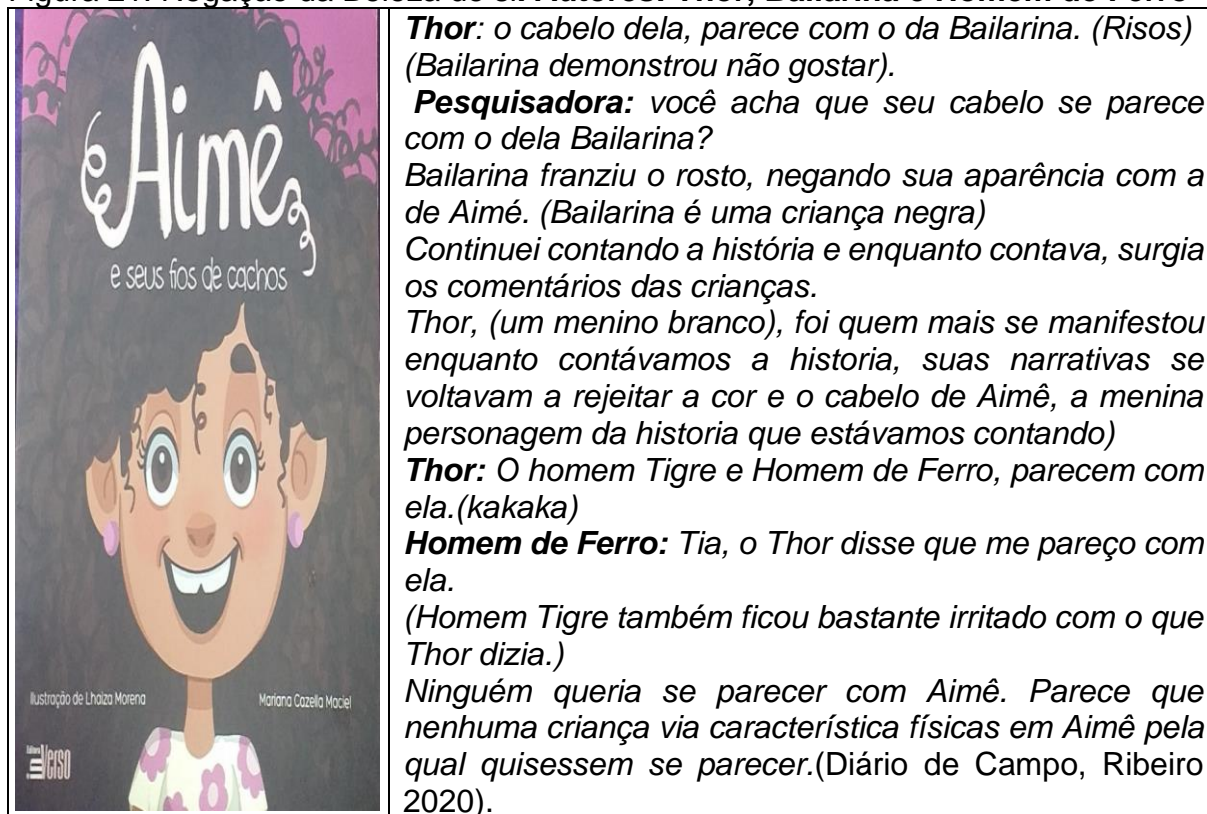 Aimê
e seus fios de cachos
Ilustração de Lhaiza Morena
Mariana Cazella Maciel
Editora
inVerso
Thor: o cabelo dela, parece com o da Bailarina. (Risos)
(Bailarina demonstrou não gostar).
Pesquisadora: você acha que seu cabelo se parece
com o dela Bailarina?
Bailarina franziu o rosto, negando sua aparência com a
de Aimé. (Bailarina é uma criança negra)
Continuei contando a história e enquanto contava, surgia
os comentários das crianças.
Thor, (um menino branco), foi quem mais se manifestou
enquanto contávamos a historia, suas narrativas se
voltavam a rejeitar a cor e o cabelo de Aimê, a menina
personagem da historia que estávamos contando)
Thor: O homem Tigre e Homem de Ferro, parecem com
ela.(kakaka)
Homem de Ferro: Tia, o Thor disse que me pareço com
ela.
(Homem Tigre também ficou bastante irritado com o que
Thor dizia.)
Ninguém queria se parecer com Aimê. Parece que
nenhuma criança via característica físicas em Aimê pela
qual quisessem se parecer.(Diário de Campo, Ribeiro
2020).